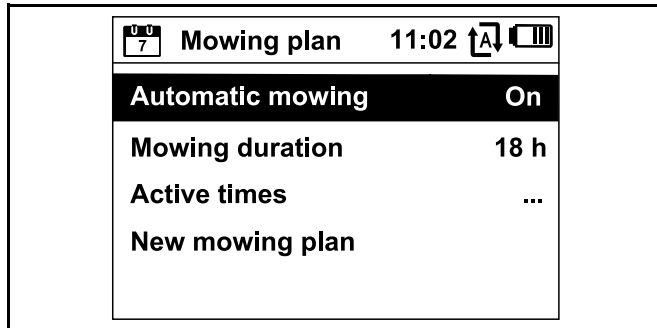 7 Mowing plan 11:02 A
Automatic mowing On
Mowing duration 18 h
Active times ...
New mowing plan